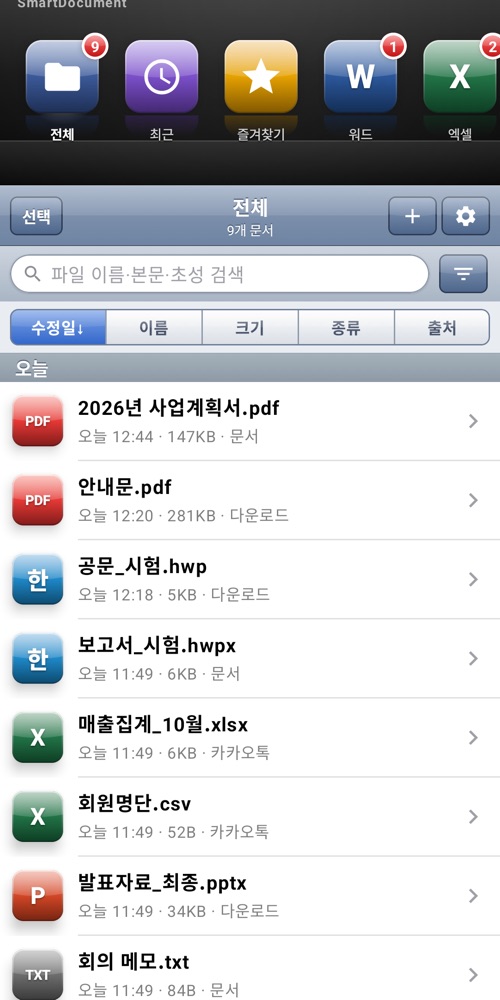 SmartDocument
9
1
2
W
X
전체
최근
즐겨찾기
워드
엑셀
선택
전체
9개 문서
+
파일 이름·본문·초성 검색
수정일↓
이름
크기
종류
출처
오늘
PDF
2026년 사업계획서.pdf
오늘 12:44 · 147KB · 문서
PDF
안내문.pdf
오늘 12:20 · 281KB · 다운로드
한
공문_시험.hwp
오늘 12:18 · 5KB · 다운로드
한
보고서_시험.hwpx
오늘 11:49 · 6KB · 문서
X
매출집계_10월.xlsx
오늘 11:49 · 6KB · 카카오톡
X
회원명단.csv
오늘 11:49 · 52B · 카카오톡
P
발표자료_최종.pptx
오늘 11:49 · 34KB · 다운로드
TXT
회의 메모.txt
오늘 11:49 · 84B · 문서